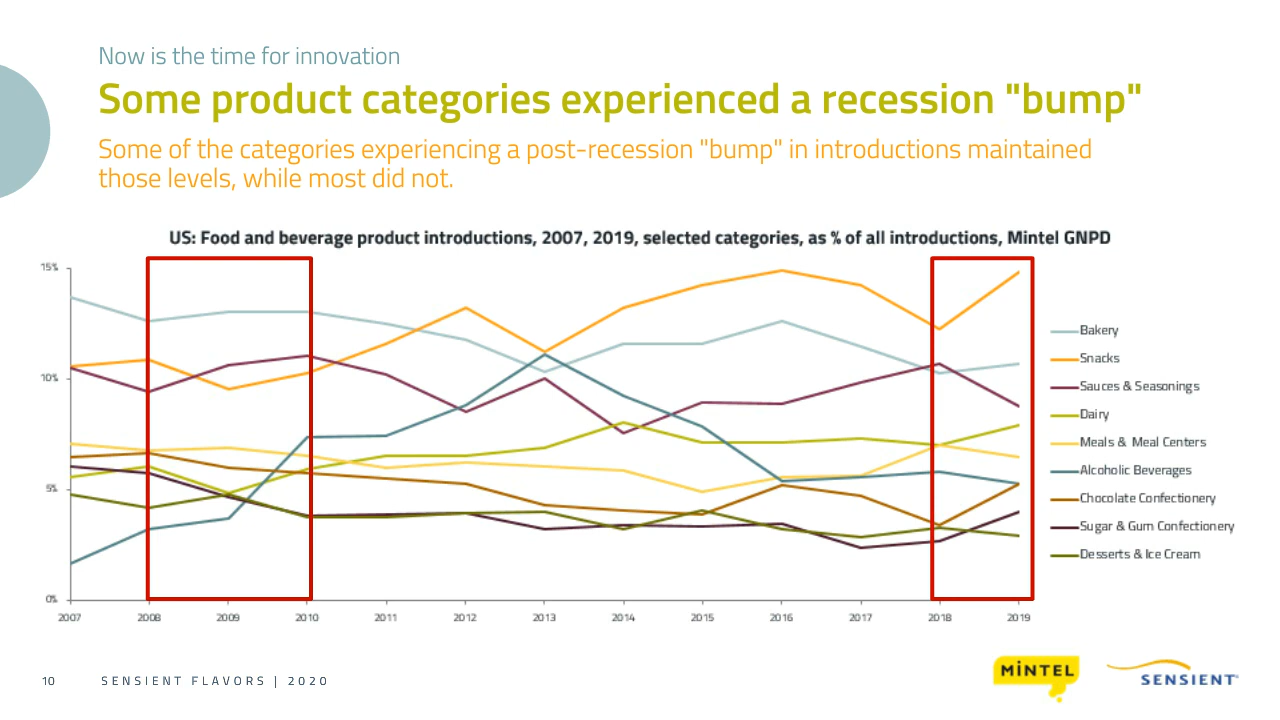 Now is the time for innovation
Some product categories experienced a recession "bump"
Some of the categories experiencing a post-recession "bump" in introductions maintained
those levels, while most did not.
US: Food and beverage product introductions, 2007, 2019, selected categories, as % of all introductions, Mintel GNPD
15%
10%
5%
0%
2007 2008 2009 2010 2011 2012 2013 2014 2015 2016 2017 2018 2019
Bakery
Snacks
Sauces & Seasonings
Dairy
Meals & Meal Centers
Alcoholic Beverages
Chocolate Confectionery
Sugar & Gum Confectionery
Desserts & Ice Cream
10 SENSIENT FLAVORS | 2020
MiNTEL
SENSIENT